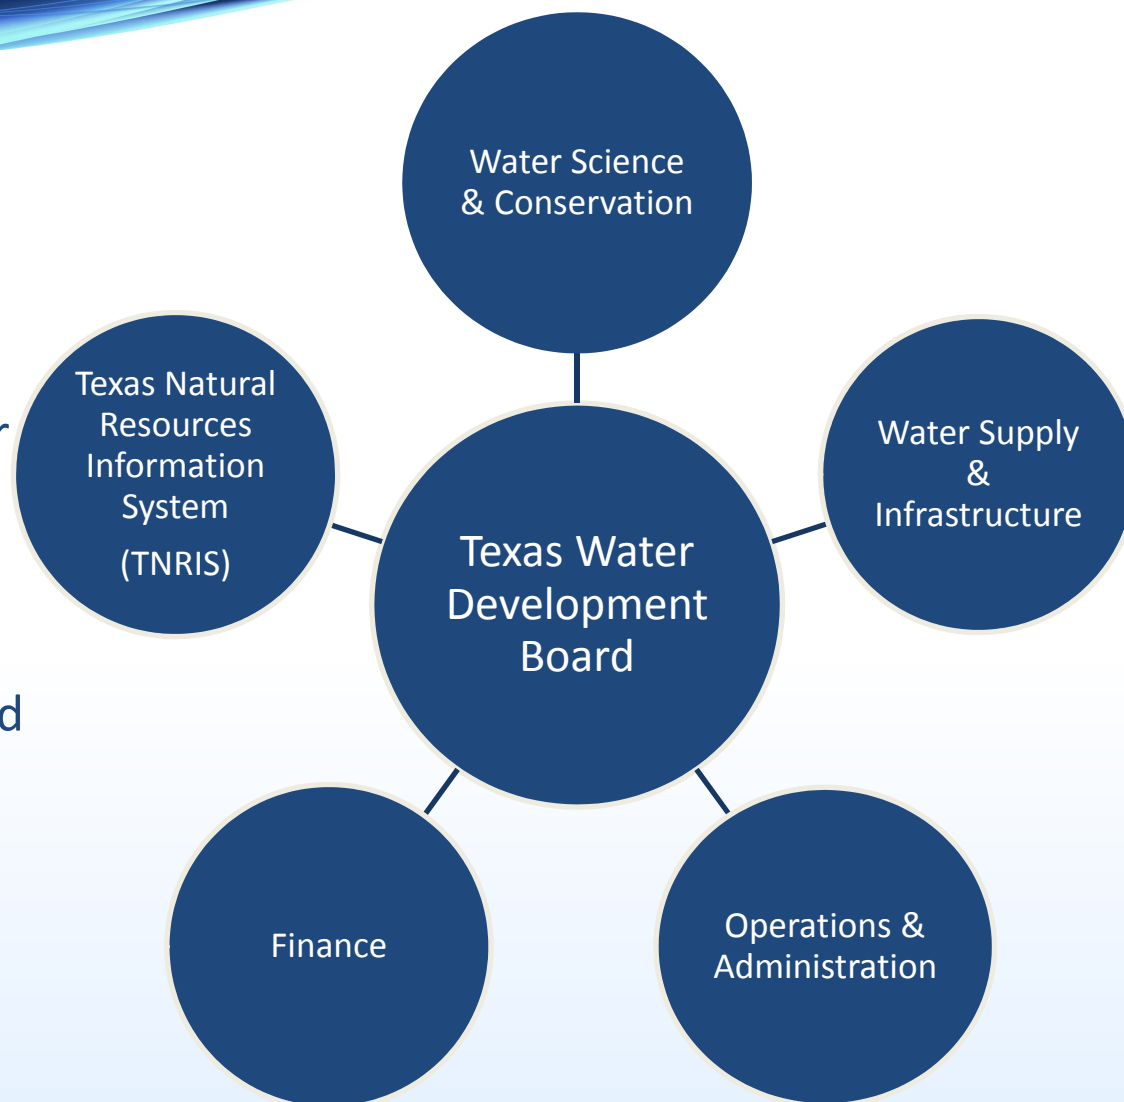 Water Science
& Conservation
Texas Natural
Resources
Information
System
(TNRIS)
Water Supply
&
Infrastructure
Texas Water
Development
Board
Finance
Operations &
Administration